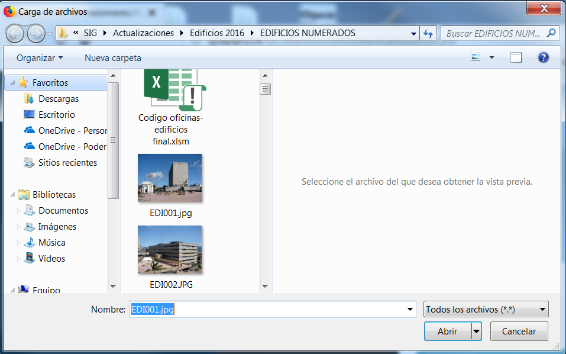 Carga de archivos
SIG Actualizaciones Edificios 2016 EDIFICIOS NUMERADOS
Buscar EDIFICIOS NUM...
Organizar Nueva carpeta
Favoritos
Descargas
Escritorio
OneDrive - Person
OneDrive - Poder
Sitios recientes
Bibliotecas
Documentos
Imágenes
Música
Vídeos
Equipo
Codigo oficinas-
edificios
final.xlsm
EDI001.jpg
EDI002.JPG
Seleccione el archivo del que desea obtener la vista previa.
Nombre: EDI001.jpg
Todos los archivos (*.*)
Abrir Cancelar